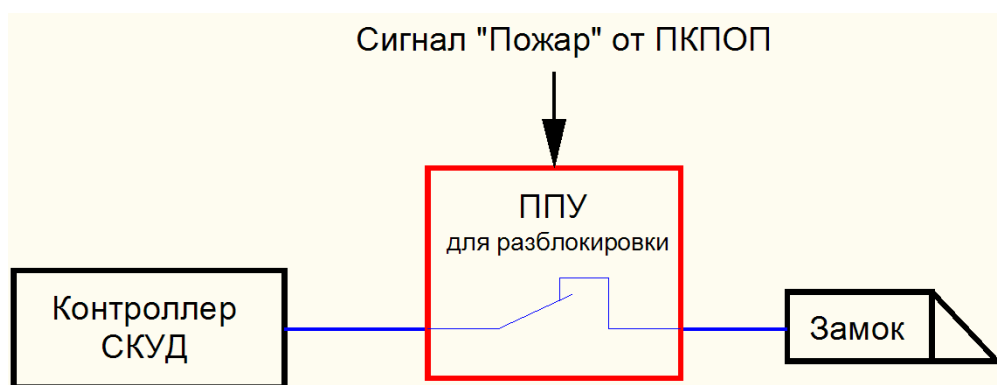 Сигнал "Пожар" от ПКПОП
ППУ
для разблокировки
Контроллер
СКУД
Замок